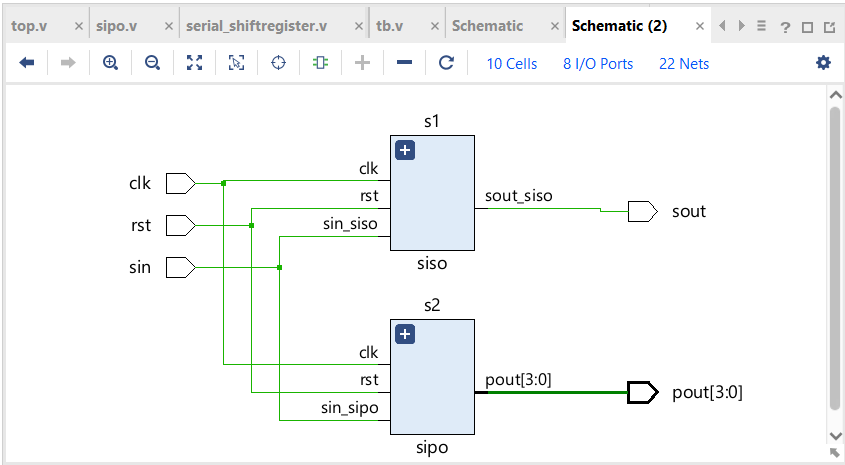 top.v sipo.v serial_shiftregister.v tb.v Schematic Schematic (2)
10 Cells 8 I/O Ports 22 Nets
s1
clk
rst
sin
clk
rst
sin_siso
sout_siso
sout
siso
s2
clk
rst
sin_sipo
pout[3:0]
pout[3:0]
sipo